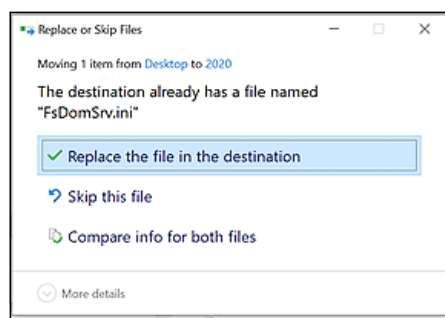 Replace or Skip Files
Moving 1 item from Desktop to 2020
The destination already has a file named
"FsDomSrv.ini"
Replace the file in the destination
Skip this file
Compare info for both files
More details